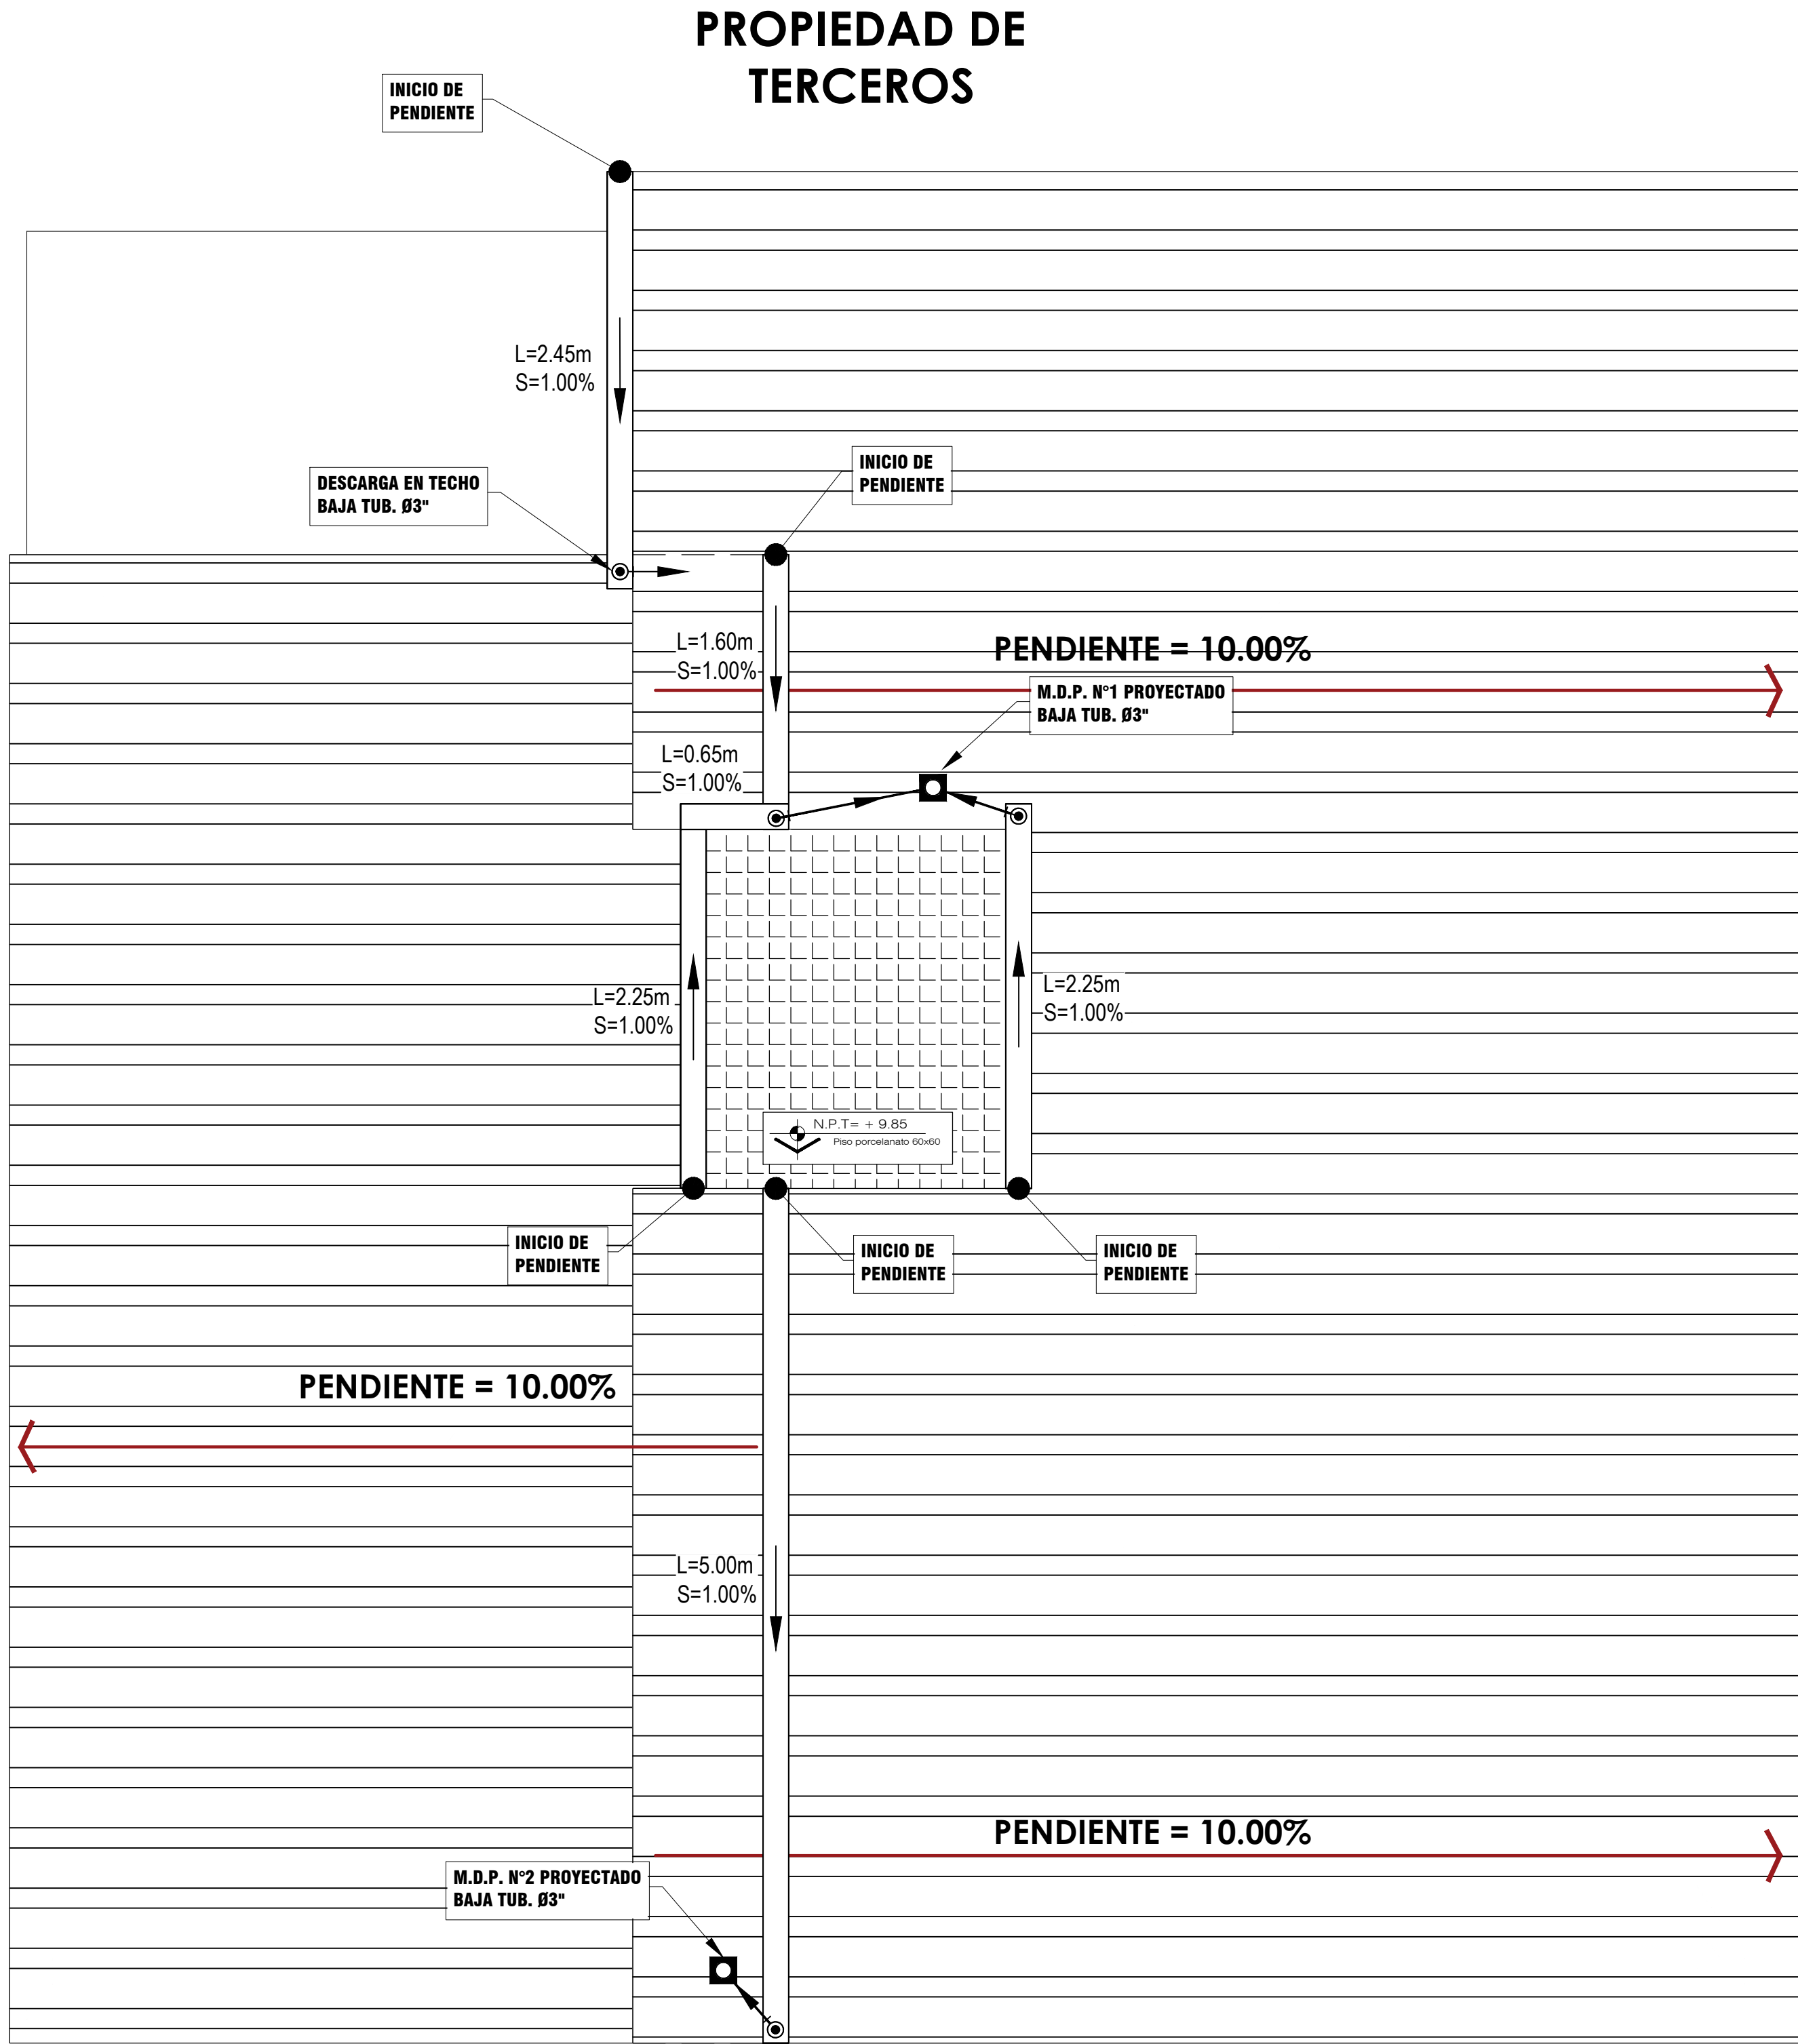 PROPIEDAD DE
TERCEROS
INICIO DE
PENDIENTE
L=2.45m
S=1.00%
DESCARGA EN TECHO
BAJA TUB. Ø3"
INICIO DE
PENDIENTE
L=1.60m
S=1.00%
PENDIENTE = 10.00%
M.D.P. N°1 PROYECTADO
BAJA TUB. Ø3"
L=0.65m
S=1.00%
L=2.25m
S=1.00%
L=2.25m
S=1.00%
N.P.T= + 9.85
Piso porcelanato 60x60
INICIO DE
PENDIENTE
INICIO DE
PENDIENTE
INICIO DE
PENDIENTE
PENDIENTE = 10.00%
L=5.00m
S=1.00%
PENDIENTE = 10.00%
M.D.P. N°2 PROYECTADO
BAJA TUB. Ø3"